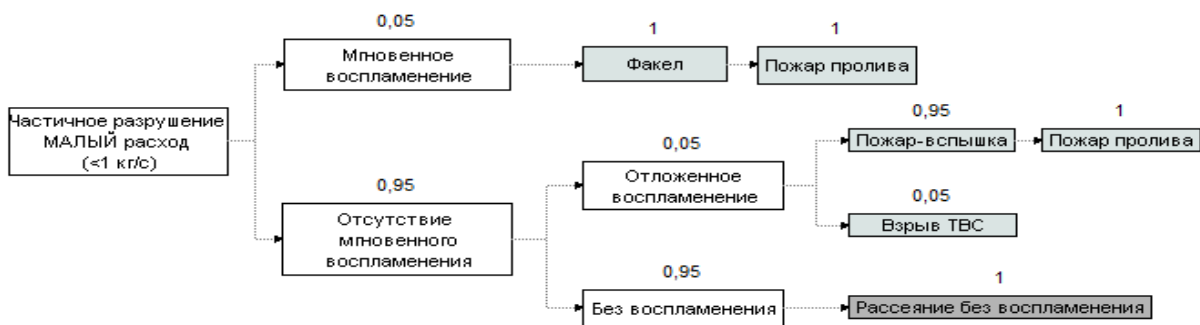 0,05
1
1
Мгновенное
воспламенение
Факел
Пожар пролива
Частичное разрушение
МАЛЫЙ расход
(<1 кг/с)
0,95
1
0,05
Пожар-вспышка
Пожар пролива
0,95
Отложенное
воспламенение
0,05
Отсутствие
мгновенного
воспламенения
Взрыв ТВС
0,95
1
Без воспламенения
Рассеяние без воспламенения